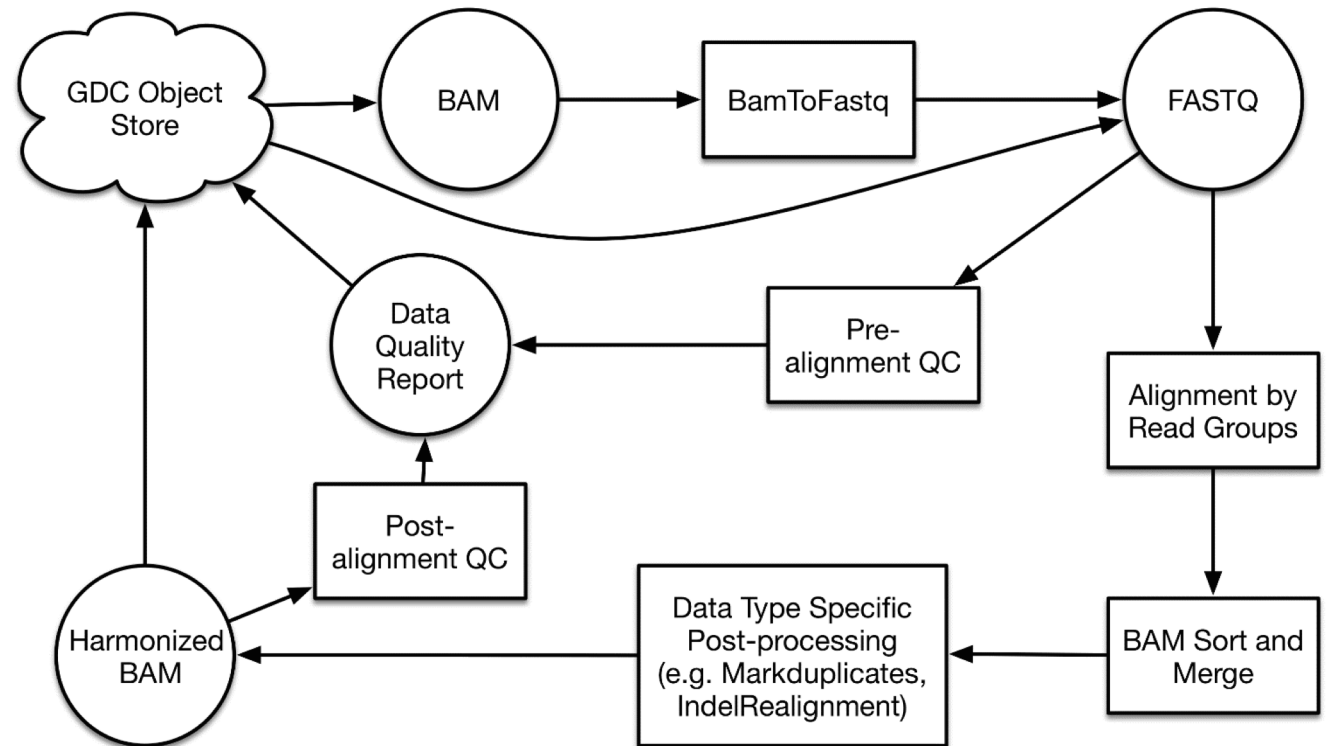 GDC Object
Store
BAM
BamToFastq
FASTQ
Data
Quality
Report
Pre-
alignment QC
Alignment by
Read Groups
Post-
alignment QC
Harmonized
BAM
Data Type Specific
Post-processing
(e.g. Markduplicates,
IndelRealignment)
BAM Sort and
Merge